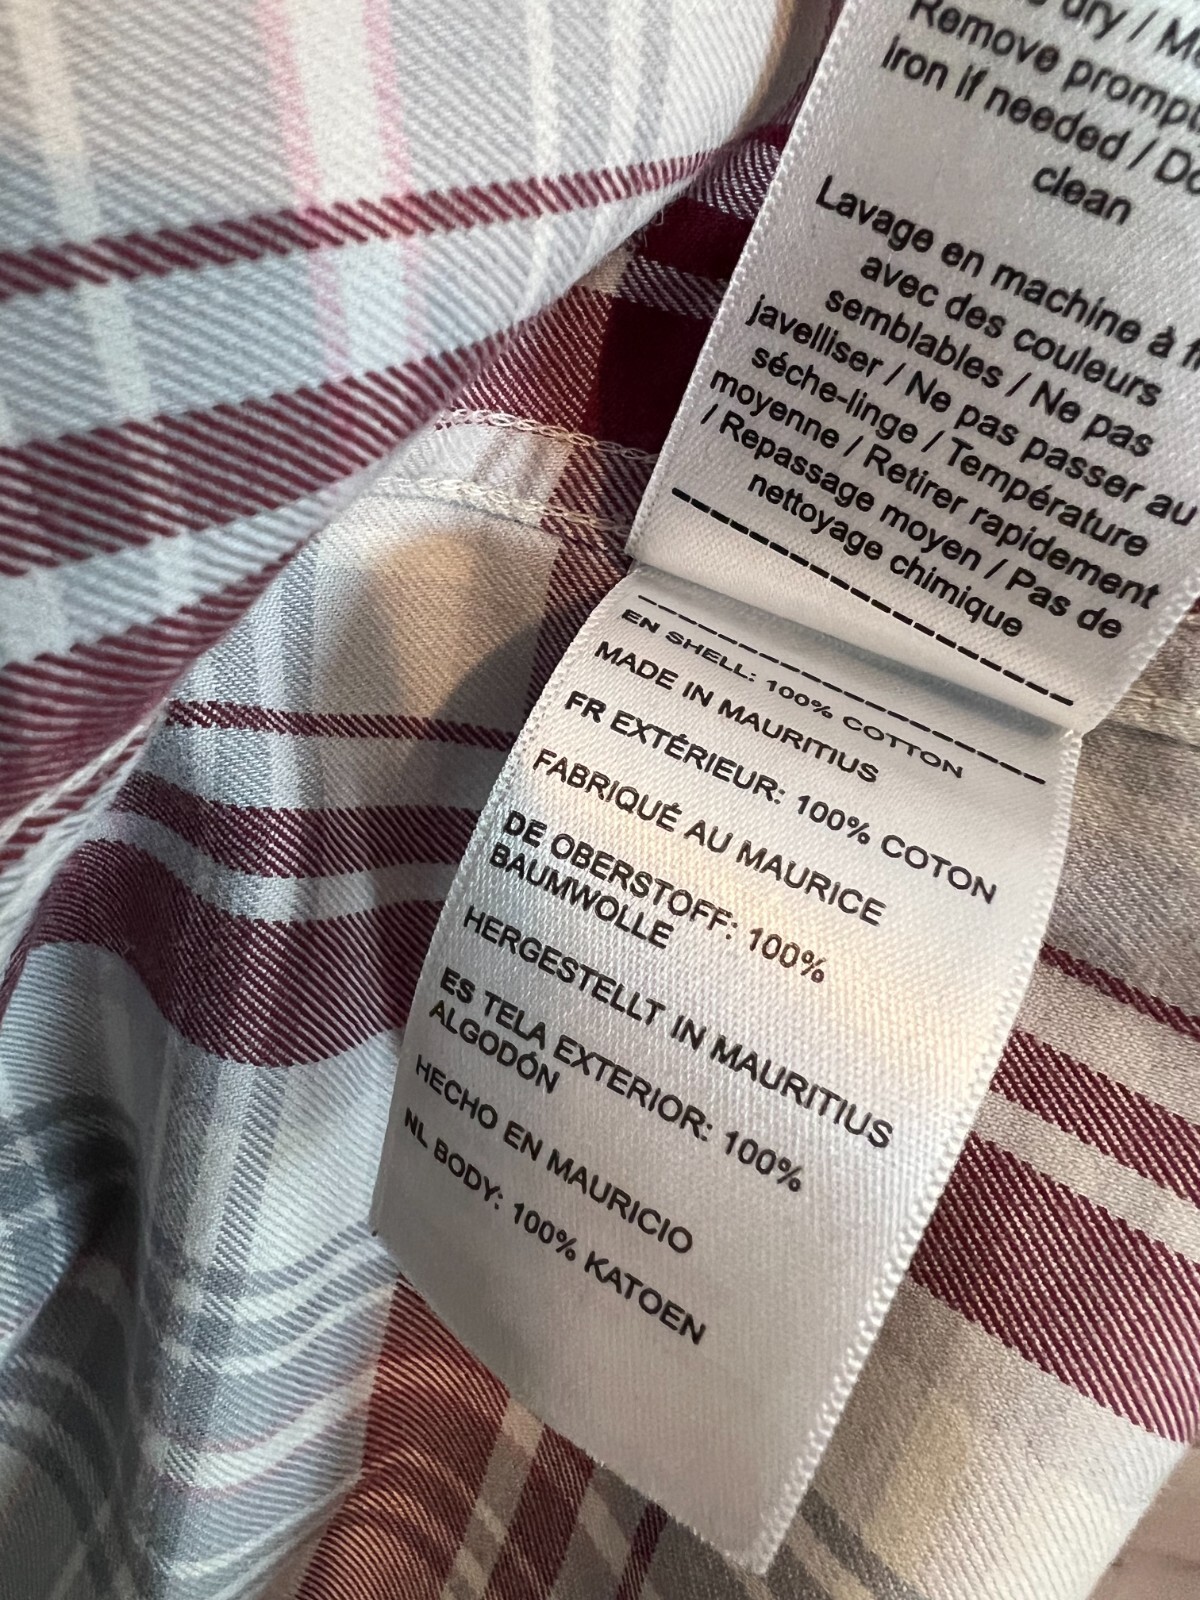 dry /
Remove
iron if needed /
clean
Lavage en machine à
avec des couleurs
semblables / Ne pas
javelliser / Ne pas passer au
séche-linge / Température
moyenne / Retirer rapidement
/ Repassage moyen / Pas de
nettoyage chimique
EN SHELL: 100% COTTON
MADE IN MAURITIUS
FR EXTÉRIEUR: 100% COTON
FABRIQUÉ AU MAURICE
DE OBERSTOFF: 100%
BAUMWOLLE
HERGESTELLT IN MAURITIUS
ES TELA EXTERIOR: 100%
ALGODÓN
HECHO EN MAURICIO
NL BODY: 100% KATOEN